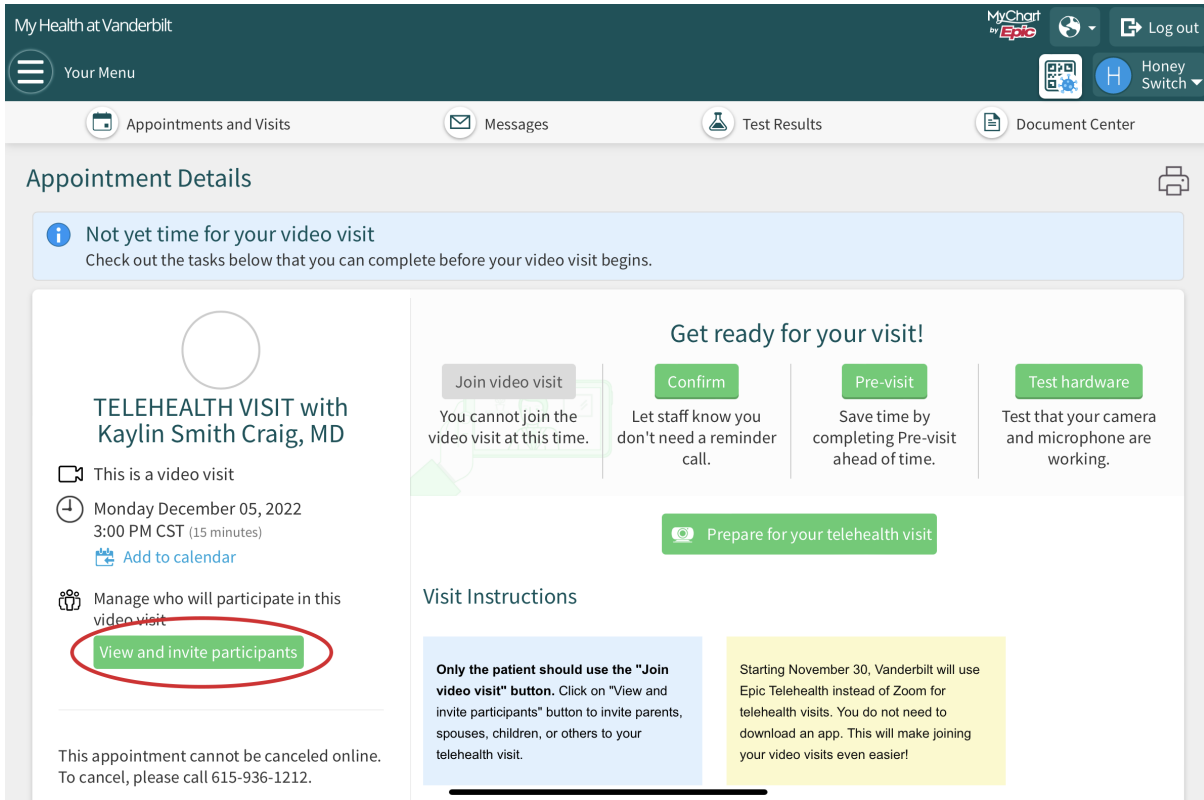 My Health at Vanderbilt
MyChart
by Epic
Log out
Your Menu
H
Honey
Switch
Appointments and Visits
Messages
Test Results
Document Center
Appointment Details
Not yet time for your video visit
Check out the tasks below that you can complete before your video visit begins.
TELEHEALTH VISIT with
Kaylin Smith Craig, MD
This is a video visit
Monday December 05, 2022
3:00 PM CST (15 minutes)
Add to calendar
Manage who will participate in this
video visit
View and invite participants
This appointment cannot be canceled online.
To cancel, please call 615-936-1212.
Get ready for your visit!
Join video visit
You cannot join the
video visit at this time.
Confirm
Let staff know you
don't need a reminder
call.
Pre-visit
Save time by
completing Pre-visit
ahead of time.
Test hardware
Test that your camera
and microphone are
working.
Prepare for your telehealth visit
Visit Instructions
Only the patient should use the "Join
video visit" button. Click on "View and
invite participants" button to invite parents,
spouses, children, or others to your
telehealth visit.
Starting November 30, Vanderbilt will use
Epic Telehealth instead of Zoom for
telehealth visits. You do not need to
download an app. This will make joining
your video visits even easier!